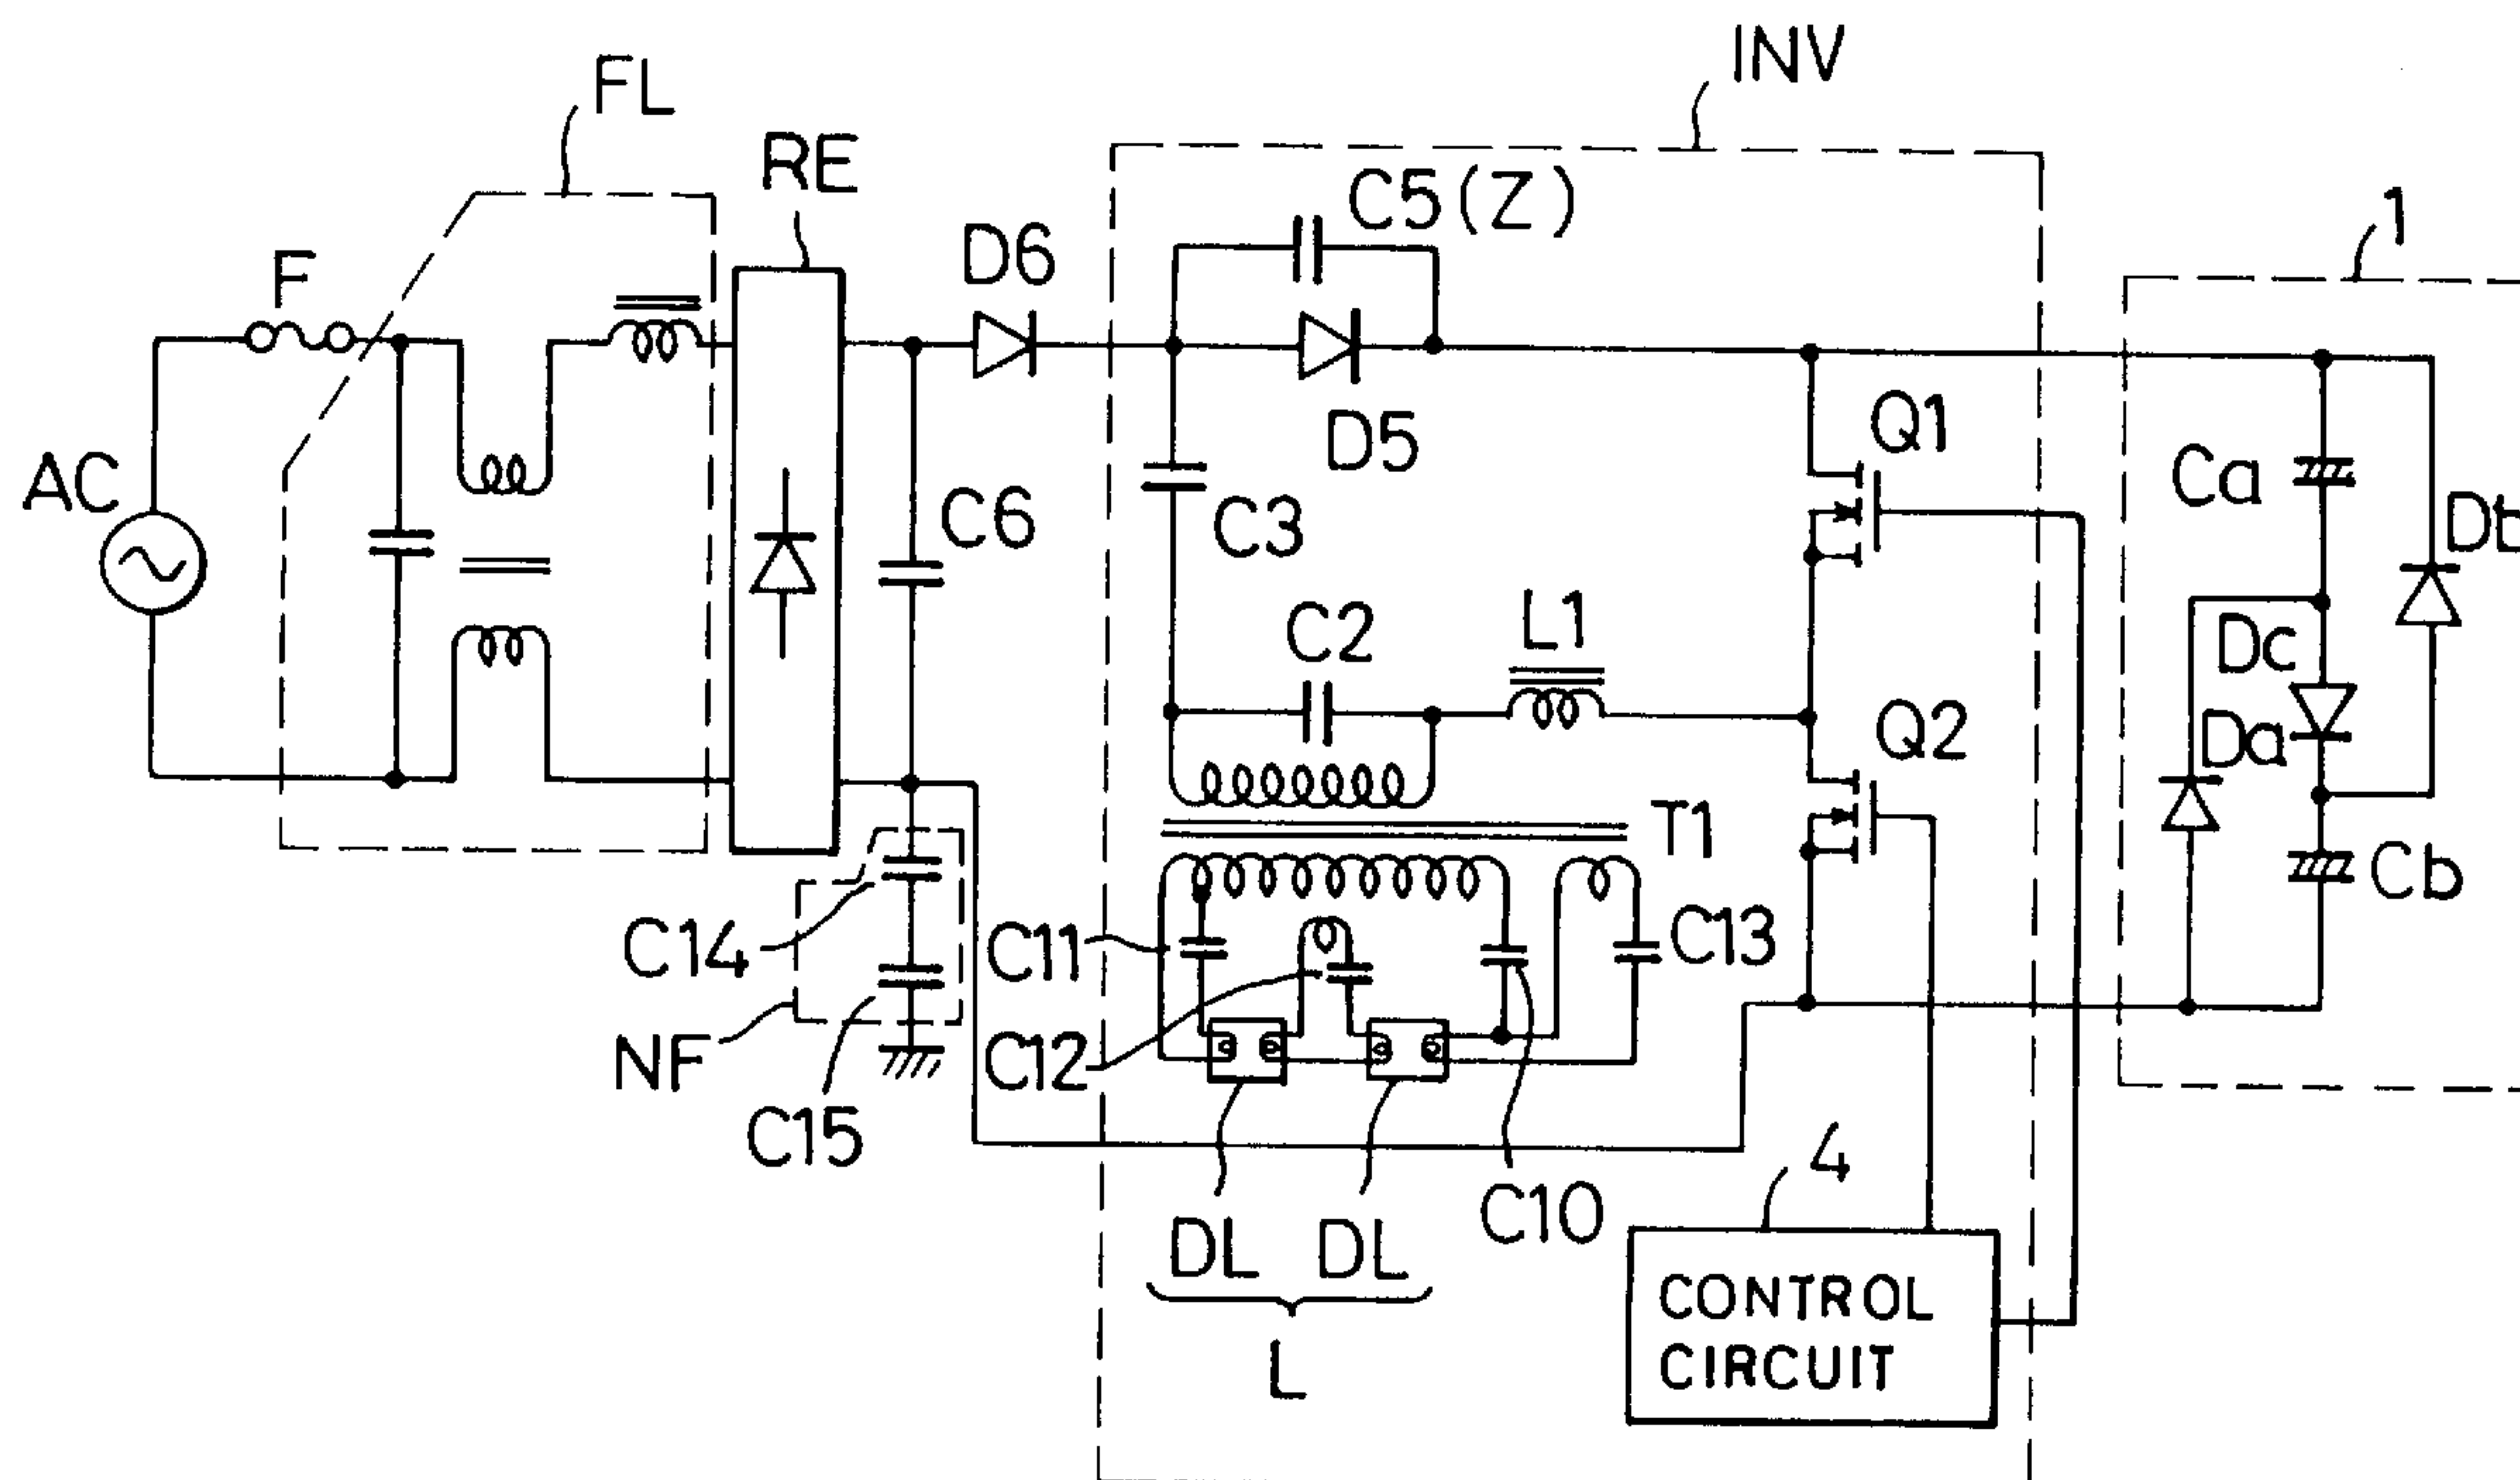 INV
FL
RE
C5(Z)
1
F
D6
Q1
D5
AC
Ca
C6
C3
L1
C2
Dc
Q2
Da
T1
Cb
C14
C11
C13
NF
C12
C15
4
C10
DL
DL
CONTROL
CIRCUIT
L